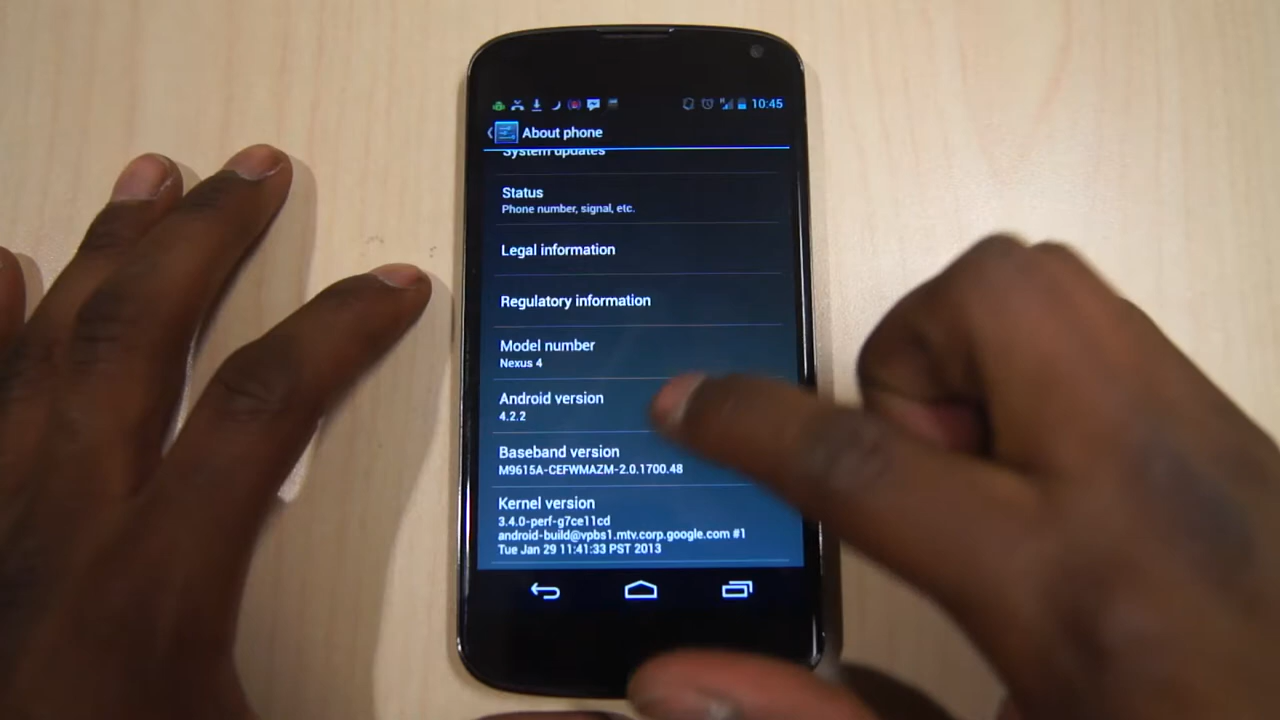 10:45
About phone
System updates
Status
Phone number, signal, etc.
Legal information
Regulatory information
Model number
Nexus 4
Android version
4.2.2
Baseband version
M9615A-CEFWMAZM-2.0.1700.48
Kernel version
3.4.0-perf-g7ce11cd
android-build@vpbs1.mtv.corp.google.com #1
Tue Jan 29 11:41:33 PST 2013